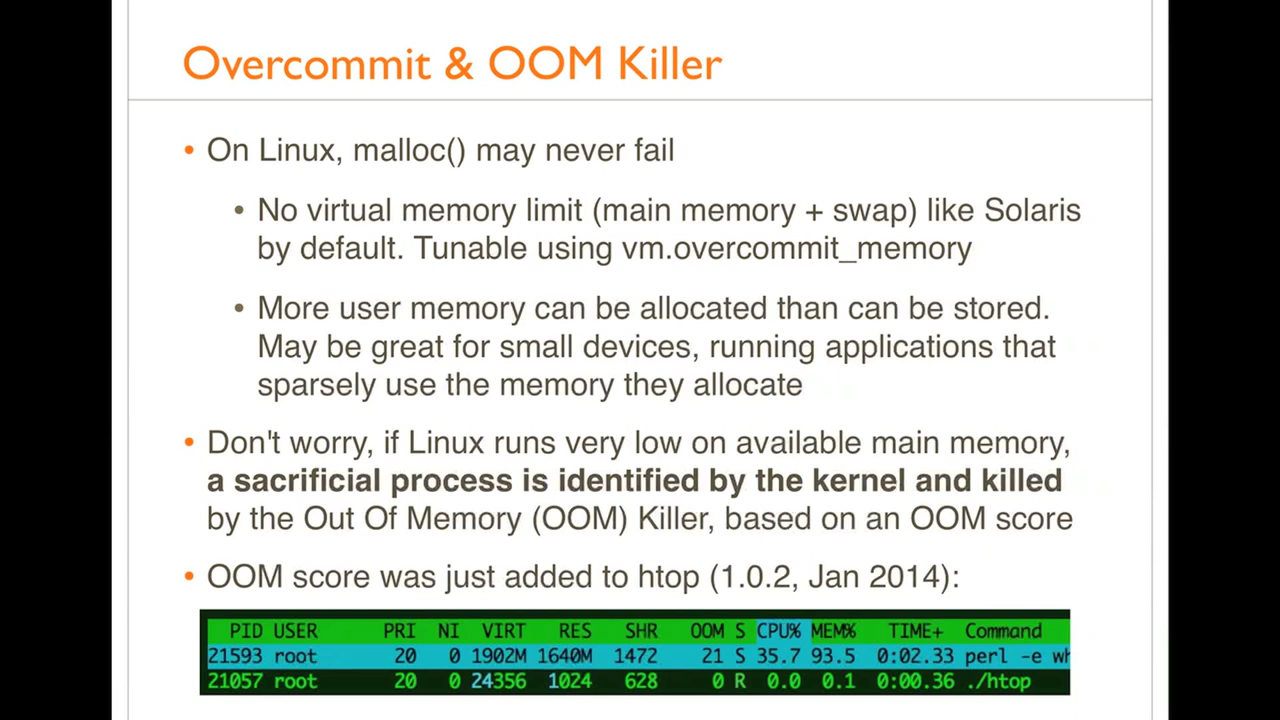 Overcommit & OOM Killer
• On Linux, malloc() may never fail
• No virtual memory limit (main memory + swap) like Solaris
by default. Tunable using vm.overcommit_memory
• More user memory can be allocated than can be stored.
May be great for small devices, running applications that
sparsely use the memory they allocate
• Don't worry, if Linux runs very low on available main memory,
a sacrificial process is identified by the kernel and killed
by the Out Of Memory (OOM) Killer, based on an OOM score
• OOM score was just added to htop (1.0.2, Jan 2014):
PID USER PRI NI VIRT RES SHR OOM S CPU% MEM% TIME+ Command
21593 root 20 0 1902M 1640M 1472 21 S 35.7 93.5 0:02.33 perl -e wh
21057 root 20 0 24356 1024 628 0 R 0.0 0.1 0:00.36 ./htop